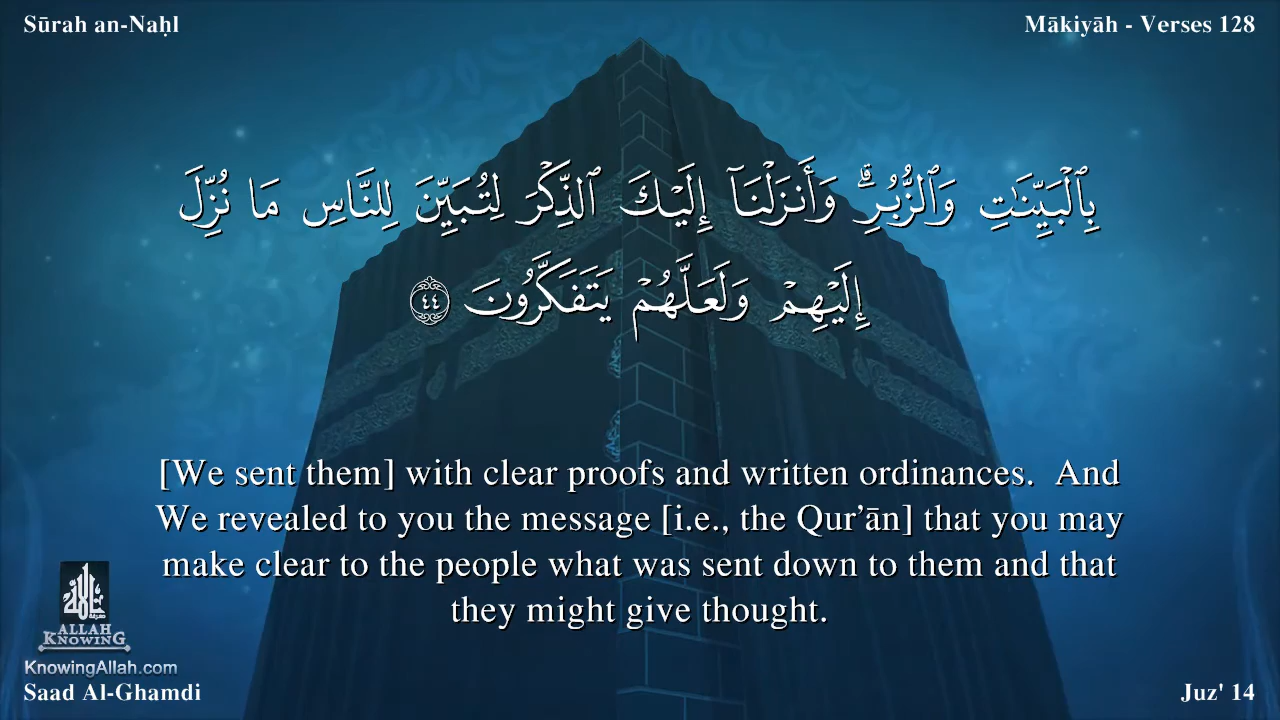 Sūrah an-Naḥl
Mākiyāh - Verses 128
بِٱلْبَيِّنَـٰتِ وَٱلزُّبُرِ ۗ وَأَنزَلْنَآ إِلَيْكَ ٱلذِّكْرَ لِتُبَيِّنَ لِلنَّاسِ مَا نُزِّلَ
إِلَيْهِمْ وَلَعَلَّهُمْ يَتَفَكَّرُونَ ٤٤
[We sent them] with clear proofs and written ordinances. And
We revealed to you the message [i.e., the Qur’ān] that you may
make clear to the people what was sent down to them and that
they might give thought.
ALLAH
KNOWING
KnowingAllah.com
Saad Al-Ghamdi
Juz' 14